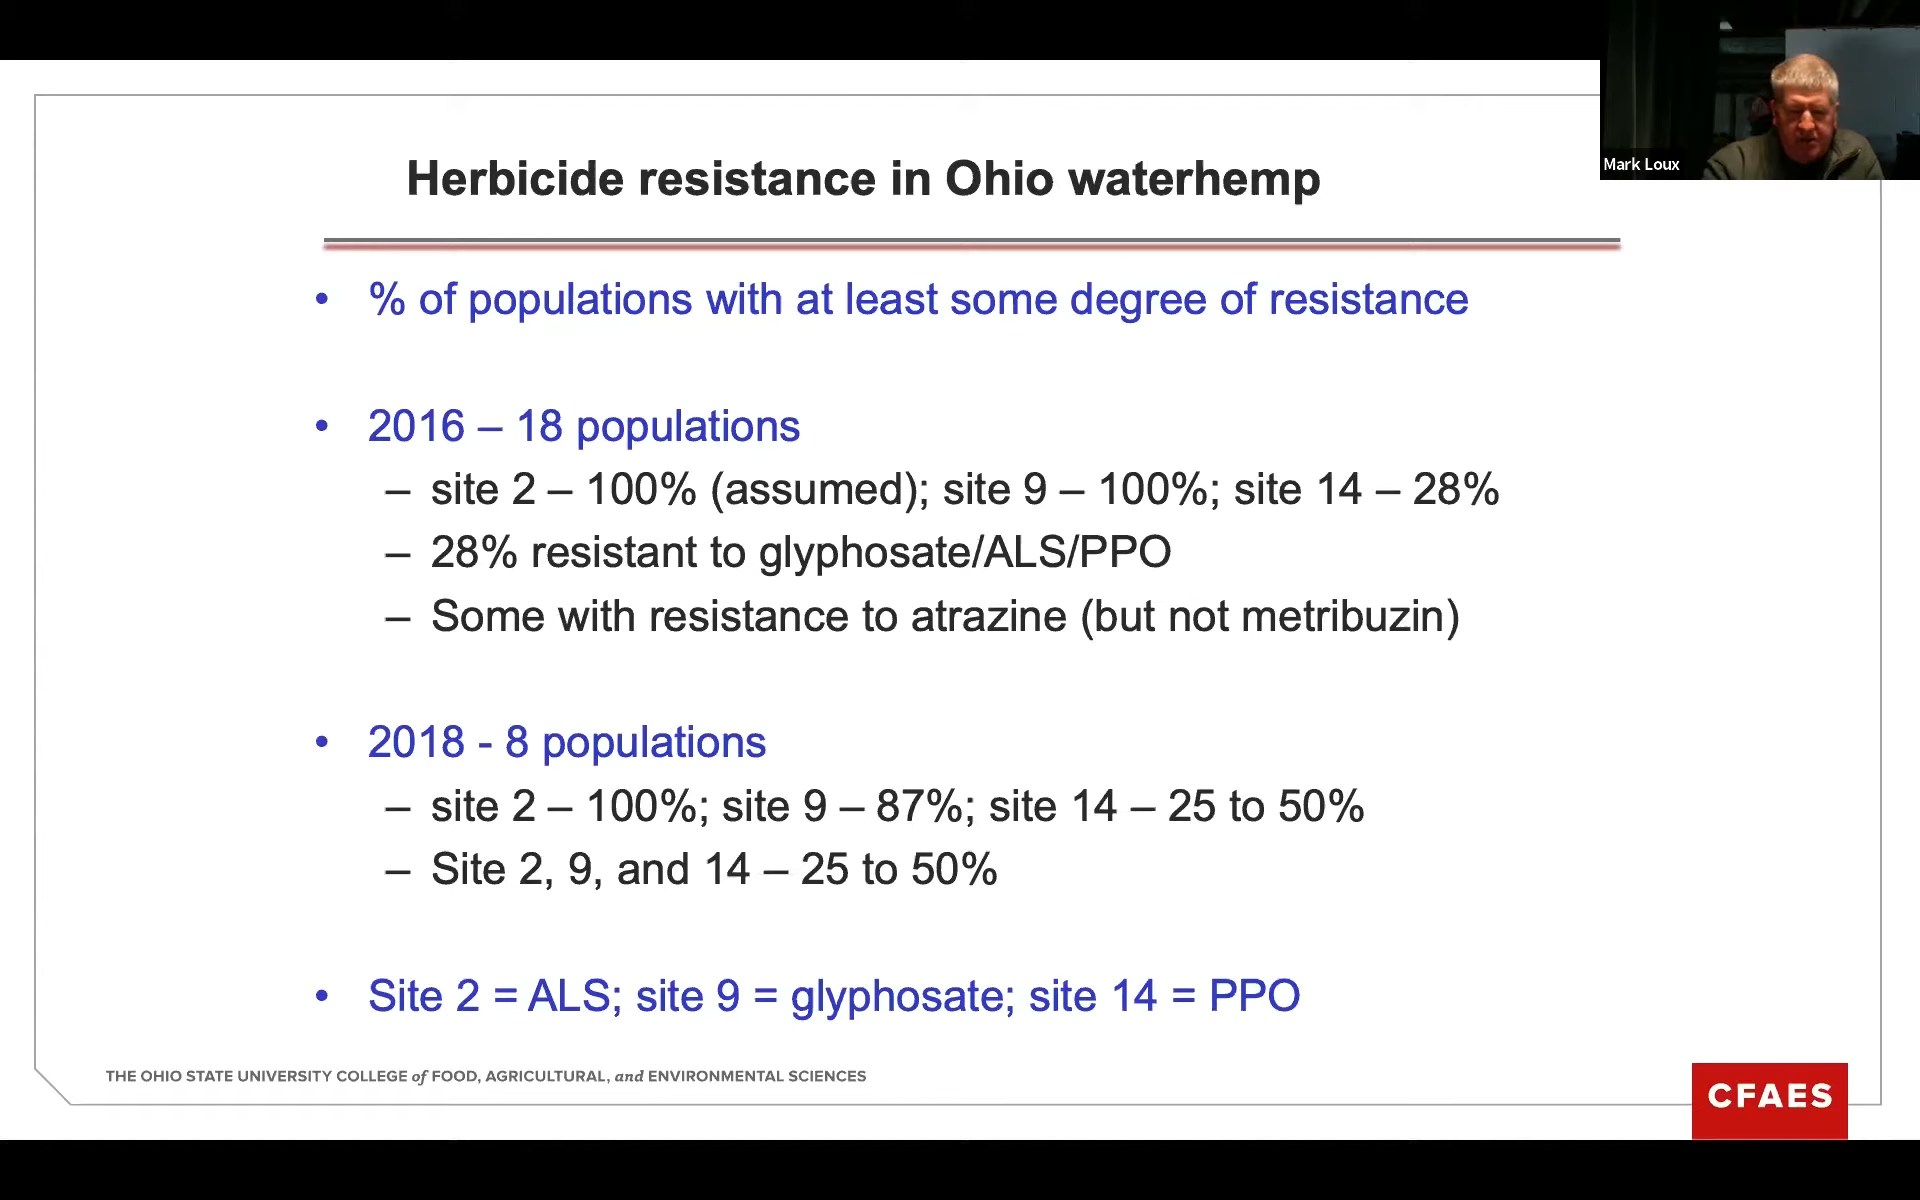 Mark Loux
Herbicide resistance in Ohio waterhemp
• % of populations with at least some degree of resistance
• 2016 – 18 populations
– site 2 – 100% (assumed); site 9 – 100%; site 14 – 28%
– 28% resistant to glyphosate/ALS/PPO
– Some with resistance to atrazine (but not metribuzin)
• 2018 - 8 populations
– site 2 – 100%; site 9 – 87%; site 14 – 25 to 50%
– Site 2, 9, and 14 – 25 to 50%
• Site 2 = ALS; site 9 = glyphosate; site 14 = PPO
THE OHIO STATE UNIVERSITY COLLEGE of FOOD, AGRICULTURAL, and ENVIRONMENTAL SCIENCES
CFAES